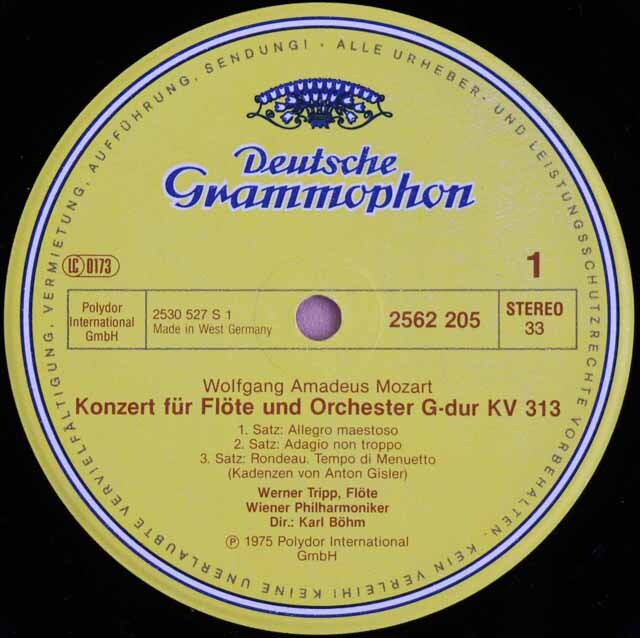 Deutsche
Grammophon
LC 0173
1
Polydor
International
GmbH
2530 527 S 1
Made in West Germany
2562 205
STEREO
33
Wolfgang Amadeus Mozart
Konzert für Flöte und Orchester G-dur KV 313
1. Satz: Allegro maestoso
2. Satz: Adagio non troppo
3. Satz: Rondeau. Tempo di Menuetto
(Kadenzen von Anton Gisler)
Werner Tripp, Flöte
Wiener Philharmoniker
Dir.: Karl Böhm
℗ 1975 Polydor International
GmbH
ALLE URHEBER- UND LEISTUNGSSCHUTZRECHTE VORBEHALTEN. KEIN VERLEIH! KEINE UNERLAUBTE VERVIELFÄLTIGUNG, VERMIETUNG, AUFFÜHRUNG, SENDUNG! ·